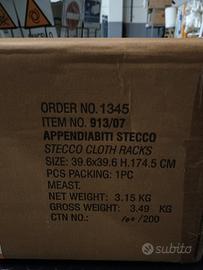 ORDER NO. 1345
ITEM NO. 913/07
APPENDIABITI STECCO
STECCO CLOTH RACKS
SIZE: 39.6x39.6 H.174.5 CM
PCS PACKING: 1PC
MEAST.
NET WEIGHT: 3.15 KG
GROSS WEIGHT: 3.49 KG
CTN NO.: /200
subito